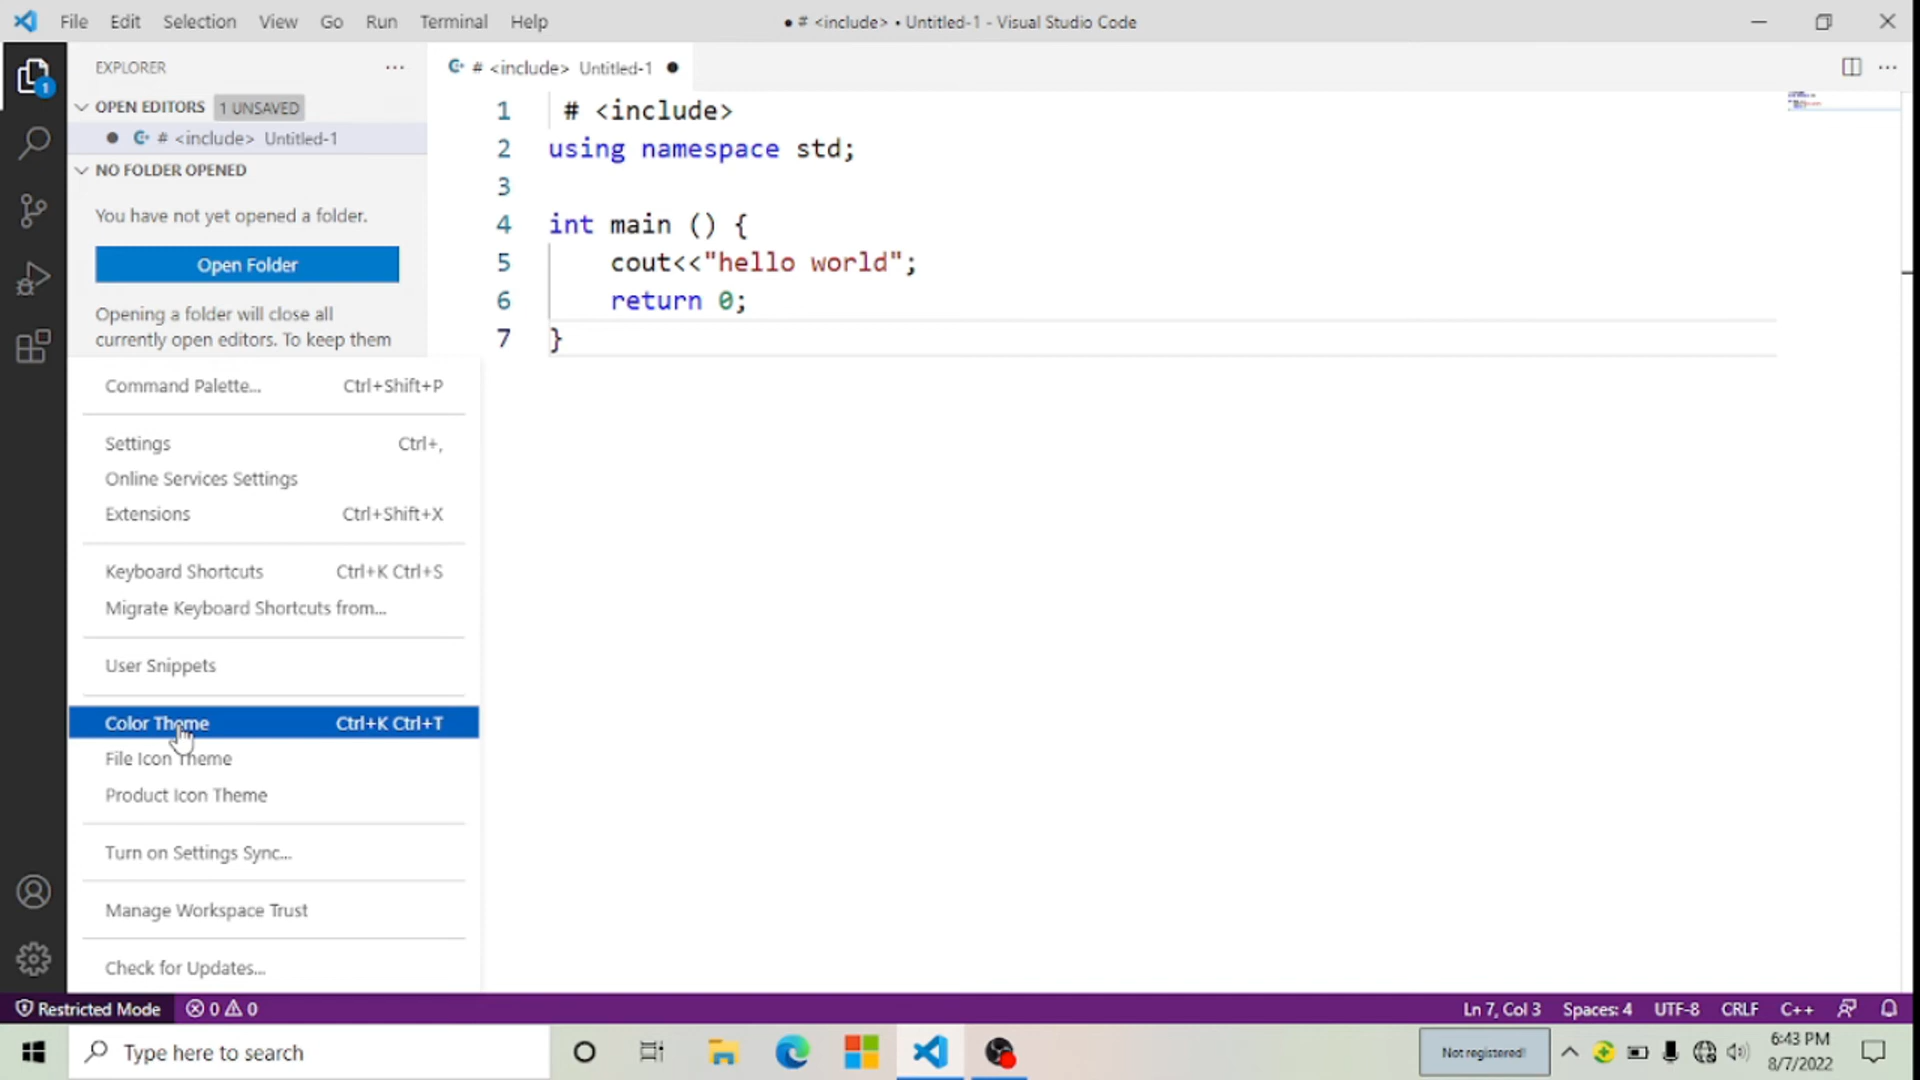 File Edit Selection View Go Run Terminal Help
● # <include> • Untitled-1 - Visual Studio Code
EXPLORER
# <include> Untitled-1
OPEN EDITORS 1 UNSAVED
# <include> Untitled-1
NO FOLDER OPENED
You have not yet opened a folder.
Open Folder
Opening a folder will close all
currently open editors. To keep them
1 # <include>
2 using namespace std;
3
4 int main () {
5 cout<<"hello world";
6 return 0;
7 }
Command Palette... Ctrl+Shift+P
Settings Ctrl+,
Online Services Settings
Extensions Ctrl+Shift+X
Keyboard Shortcuts Ctrl+K Ctrl+S
Migrate Keyboard Shortcuts from...
User Snippets
Color Theme Ctrl+K Ctrl+T
File Icon Theme
Product Icon Theme
Turn on Settings Sync...
Manage Workspace Trust
Check for Updates...
1
Restricted Mode 0 0
Ln 7, Col 3 Spaces: 4 UTF-8 CRLF C++
Type here to search
Not registered!
6:43 PM
8/7/2022